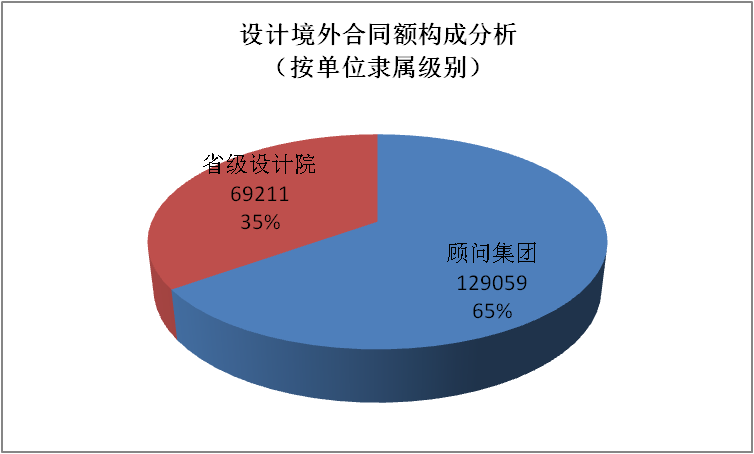 设计境外合同额构成分析
（按单位隶属级别）
省级设计院
69211
35%
顾问集团
129059
65%